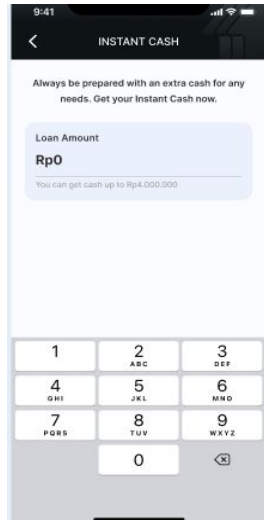 9:41
INSTANT CASH
Always be prepared with an extra cash for any
needs. Get your Instant Cash now.
Loan Amount
Rp0
You can get cash up to Rp4.000.000
1
2
ABC
3
DEF
4
GHI
5
JKL
6
MNO
7
PQRS
8
TUV
9
WXYZ
0